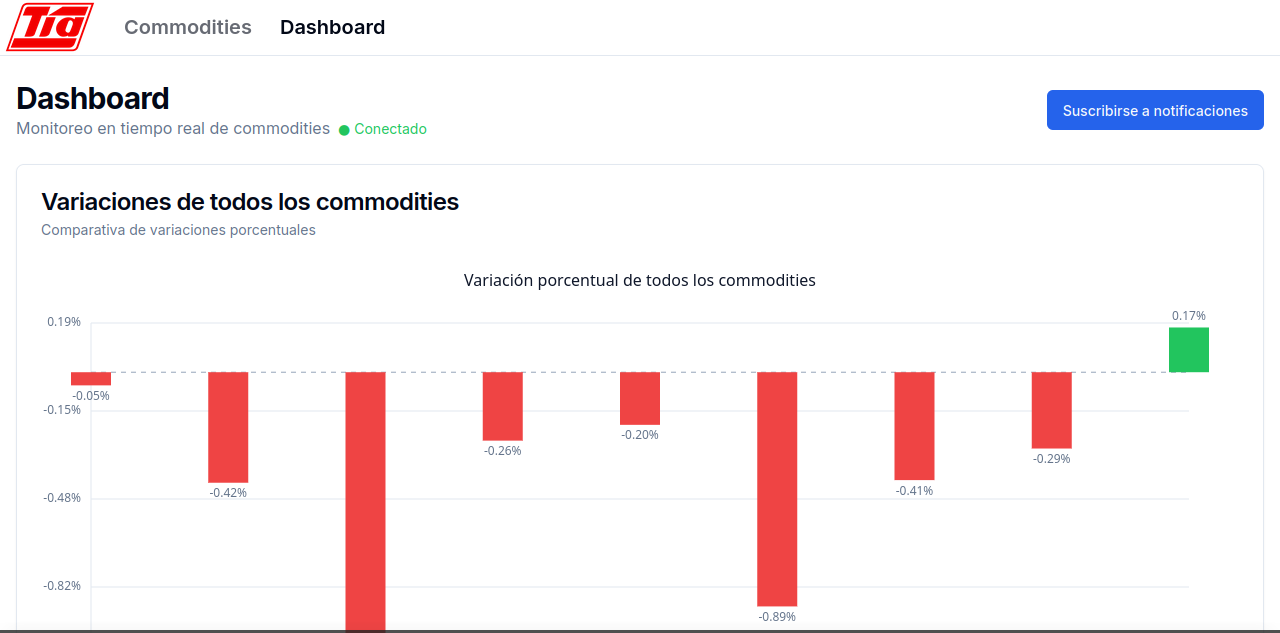 Tía
Commodities
Dashboard
Dashboard
Monitoreo en tiempo real de commodities
Conectado
Suscribirse a notificaciones
Variaciones de todos los commodities
Comparativa de variaciones porcentuales
Variación porcentual de todos los commodities
0.19%
-0.15%
-0.48%
-0.82%
-0.05%
-0.42%
-0.26%
-0.20%
-0.89%
-0.41%
-0.29%
0.17%